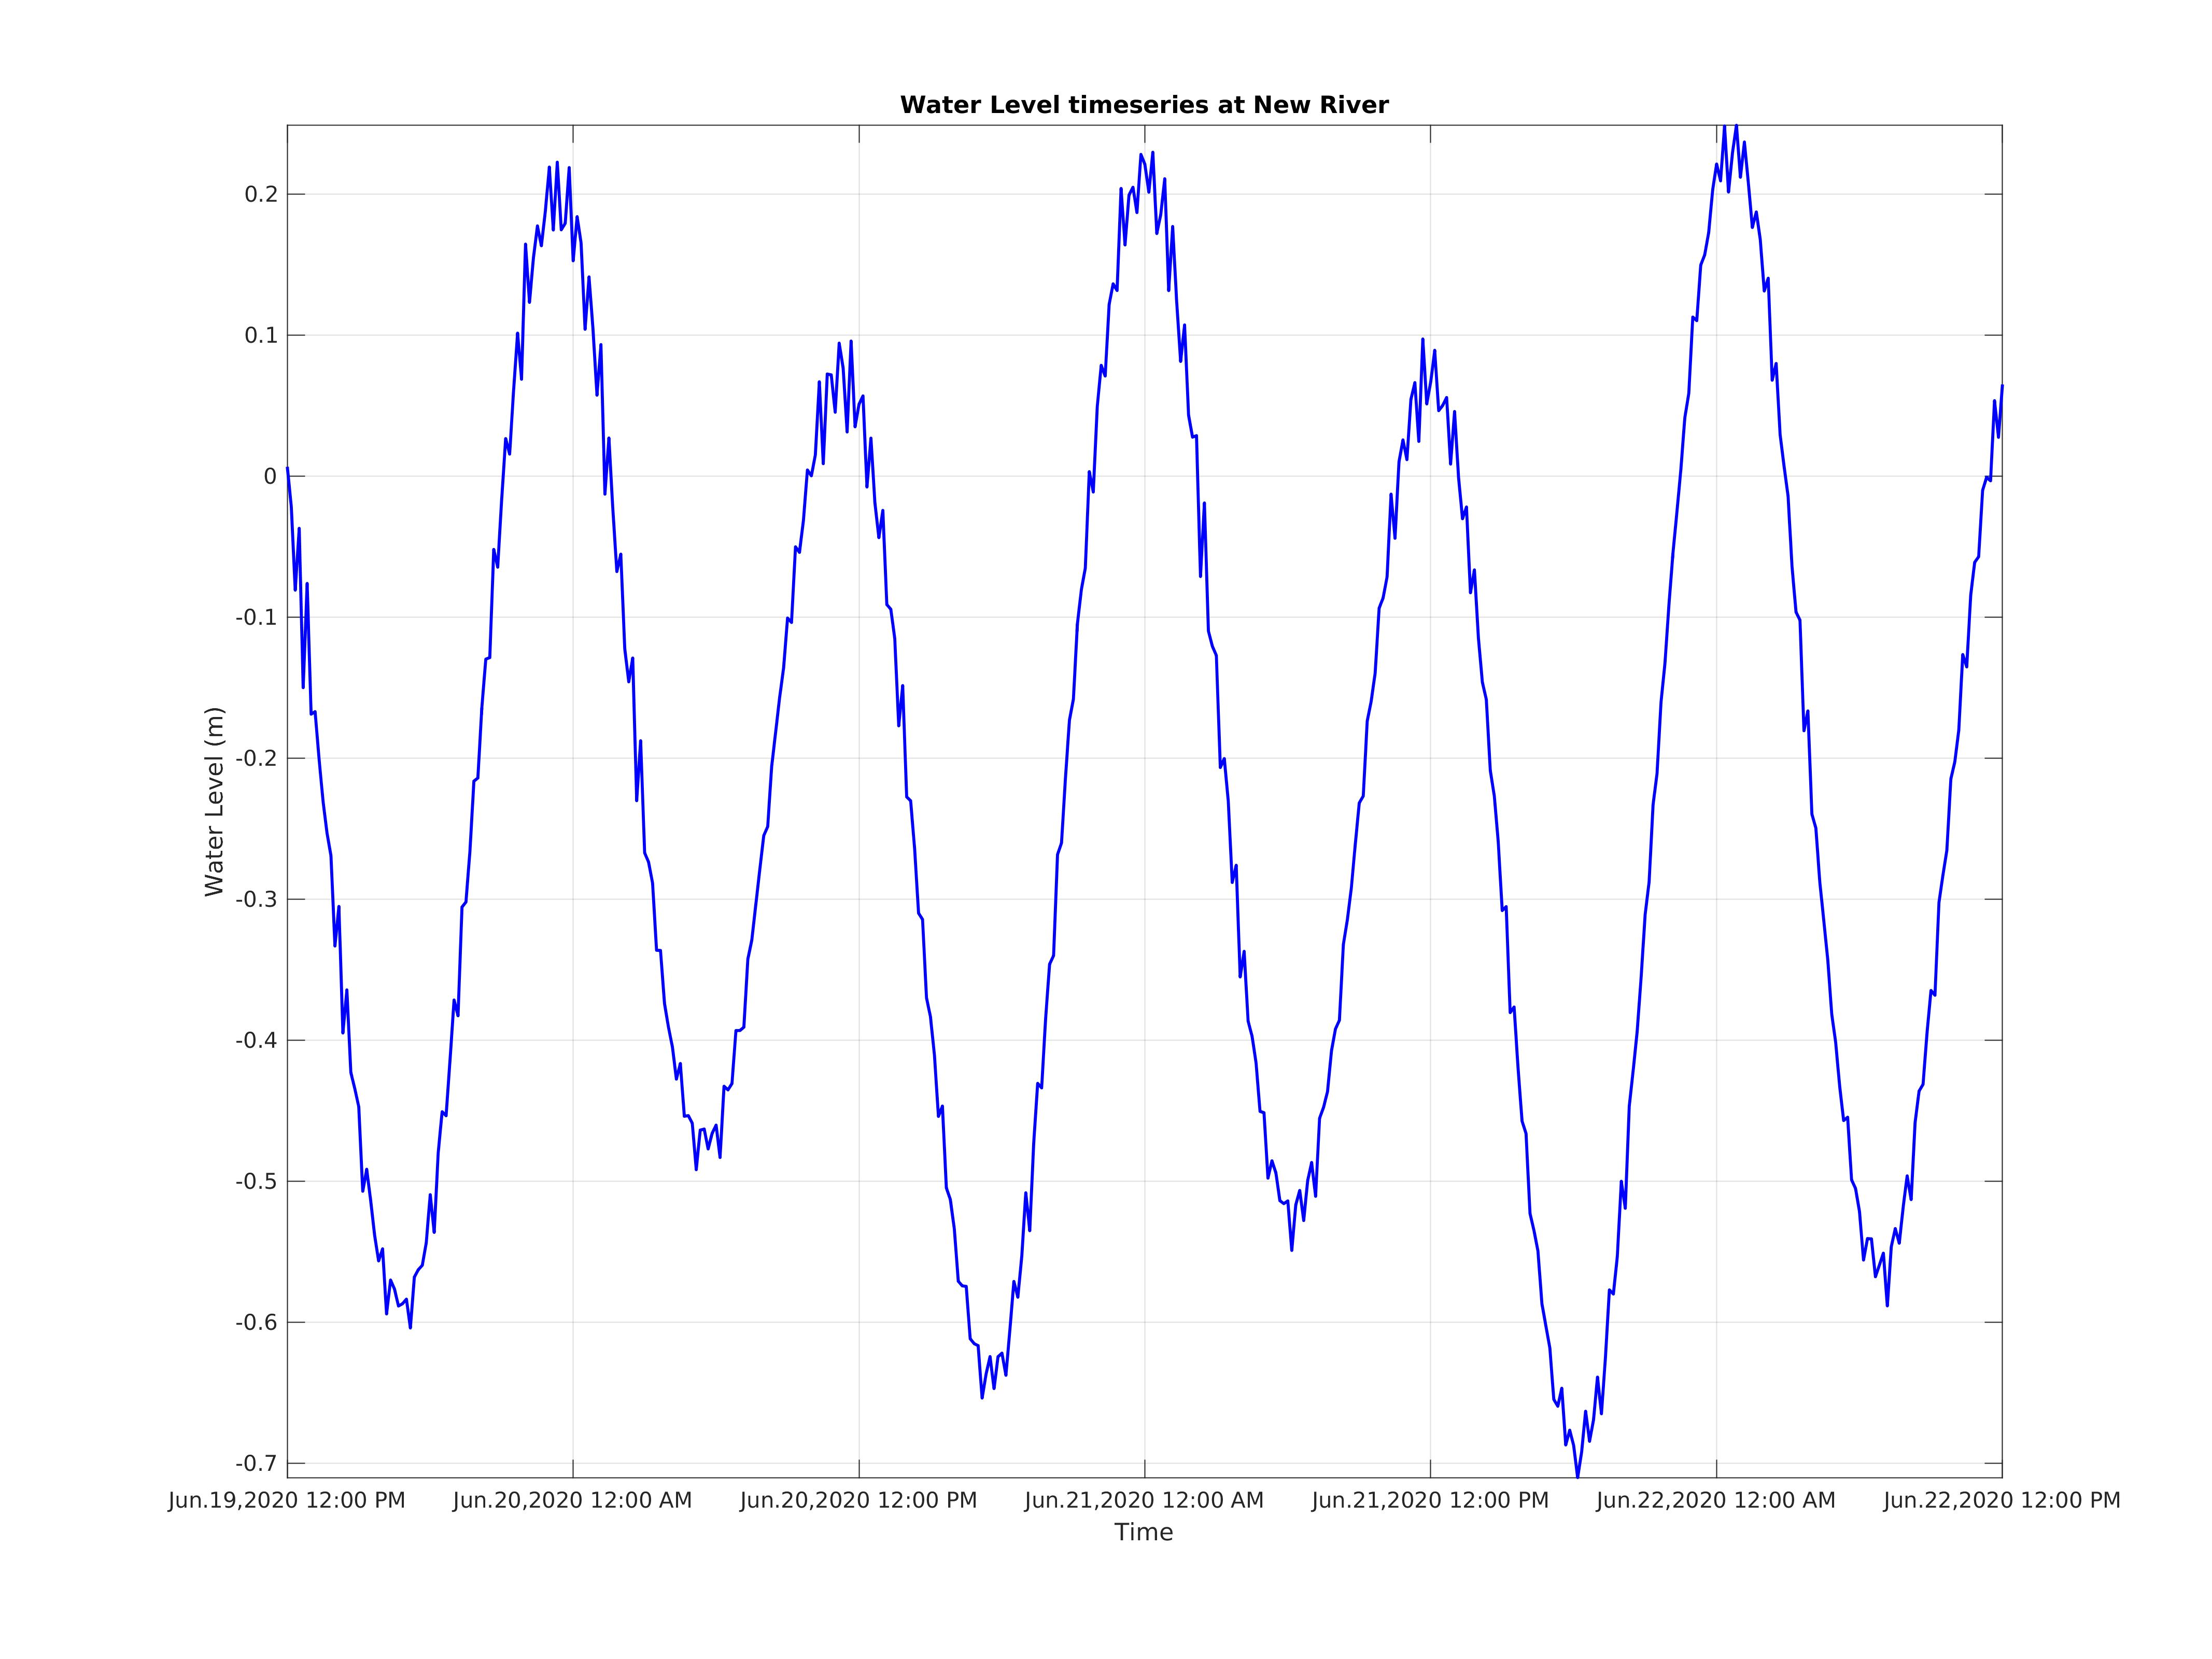 Water Level timeseries at New River
0.2
0.1
0
-0.1
-0.2
-0.3
-0.4
-0.5
-0.6
-0.7
Water Level (m)
Jun.19,2020 12:00 PM
Jun.20,2020 12:00 AM
Jun.20,2020 12:00 PM
Jun.21,2020 12:00 AM
Jun.21,2020 12:00 PM
Jun.22,2020 12:00 AM
Jun.22,2020 12:00 PM
Time